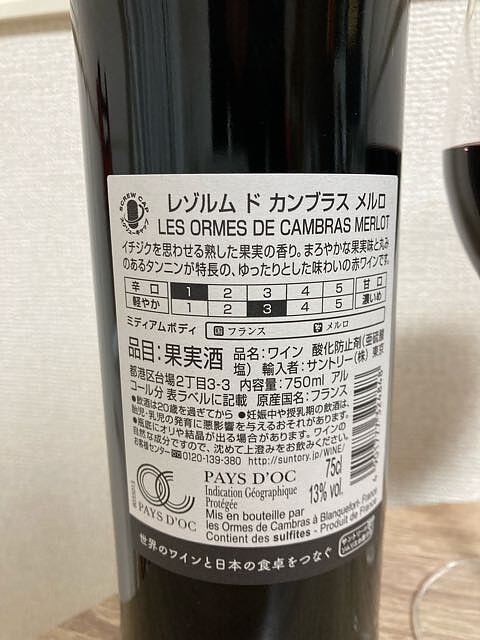 SCREW CAP
レゾルム ド カンブラス メルロ
LES ORMES DE CAMBRAS MERLOT
イチジクを思わせる熟した果実の香り。まろやかな果実味と丸み
のあるタンニンが特長の、ゆったりとした味わいの赤ワインです。
辛口 1 2 3 4 5 甘口
軽やか 1 2 3 4 5 濃いめ
ミディアムボディ 国 フランス メルロ
品目:果実酒 品名:ワイン 酸化防止剤(亜硫酸
塩) 輸入者:サントリー(株) 東京
都港区台場2丁目3-3 内容量:750ml アル
コール分 表ラベルに記載 原産国名:フランス
●飲酒は20歳を過ぎてから ●妊娠中や授乳期の飲酒は、
胎児・乳児の発育に悪影響を与えるおそれがあります。
●瓶底にオリや結晶が出る場合があります。ワインの
自然な成分ですので、沈めて上澄みをお飲みください。
お客様センター 0120-139-380 http://suntory.jp/WINE/
PAYS D'OC
PAYS D'OC
Indication Géographique
Protégée
75cl
13% vol.
Mis en bouteille par
les Ormes de Cambras à Blanquefort-France
Contient des sulfites - Produit de France
世界のワインと日本の食卓をつなぐ